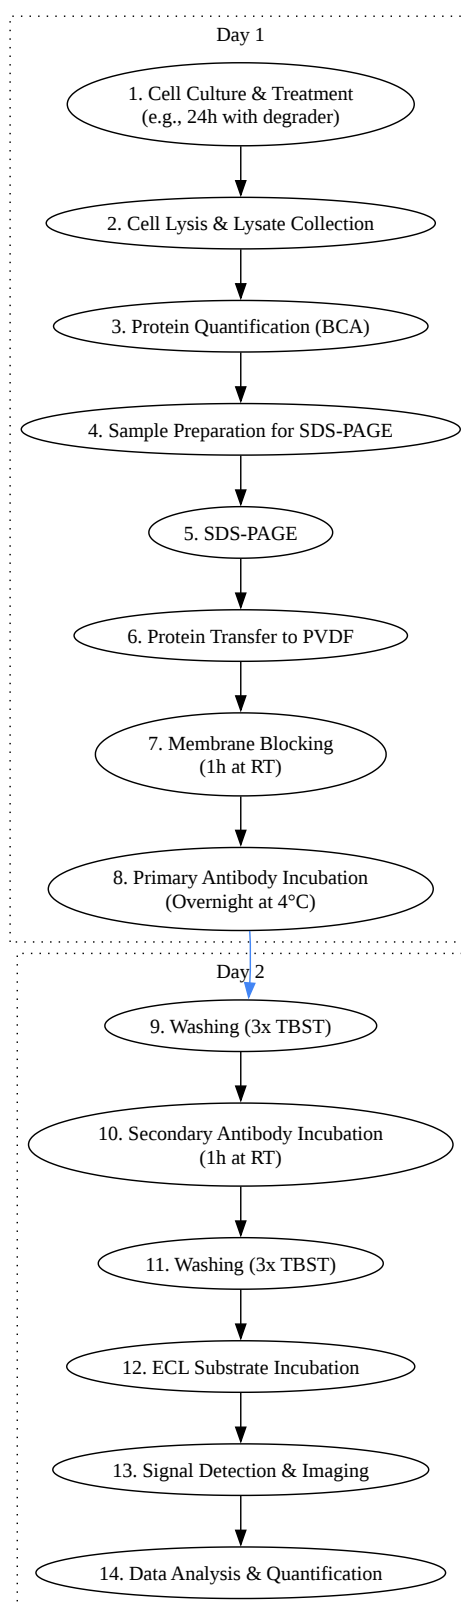 Day 1
1. Cell Culture & Treatment
(e.g., 24h with degrader)
2. Cell Lysis & Lysate Collection
3. Protein Quantification (BCA)
4. Sample Preparation for SDS-PAGE
5. SDS-PAGE
6. Protein Transfer to PVDF
7. Membrane Blocking
(1h at RT)
8. Primary Antibody Incubation
(Overnight at 4°C)
Day 2
9. Washing (3x TBST)
10. Secondary Antibody Incubation
(1h at RT)
11. Washing (3x TBST)
12. ECL Substrate Incubation
13. Signal Detection & Imaging
14. Data Analysis & Quantification